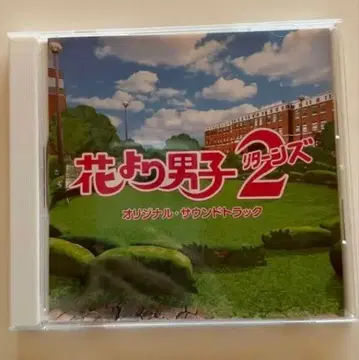 花より男子2リターンズ
オリジナル・サウンドトラック